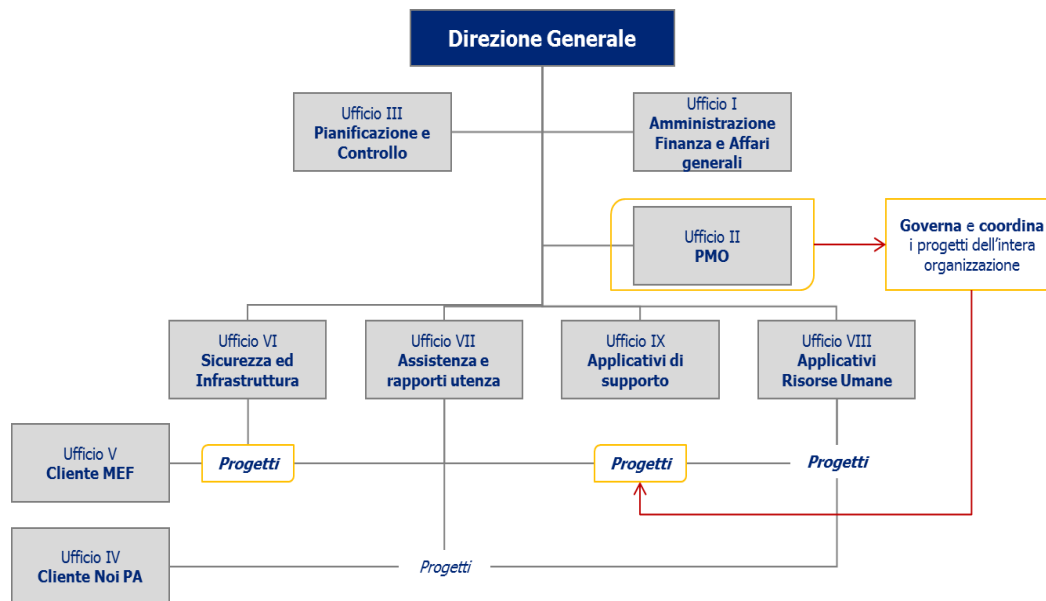 Direzione Generale
Ufficio III
Pianificazione e
Controllo
Ufficio I
Amministrazione
Finanza e Affari
generali
Ufficio II
PMO
Governa e coordina
i progetti dell'intera
organizzazione
Ufficio VI
Sicurezza ed
Infrastruttura
Ufficio VII
Assistenza e
rapporti utenza
Ufficio IX
Applicativi di
supporto
Ufficio VIII
Applicativi
Risorse Umane
Ufficio V
Cliente MEF
Progetti
Progetti
Progetti
Ufficio IV
Cliente Noi PA
Progetti